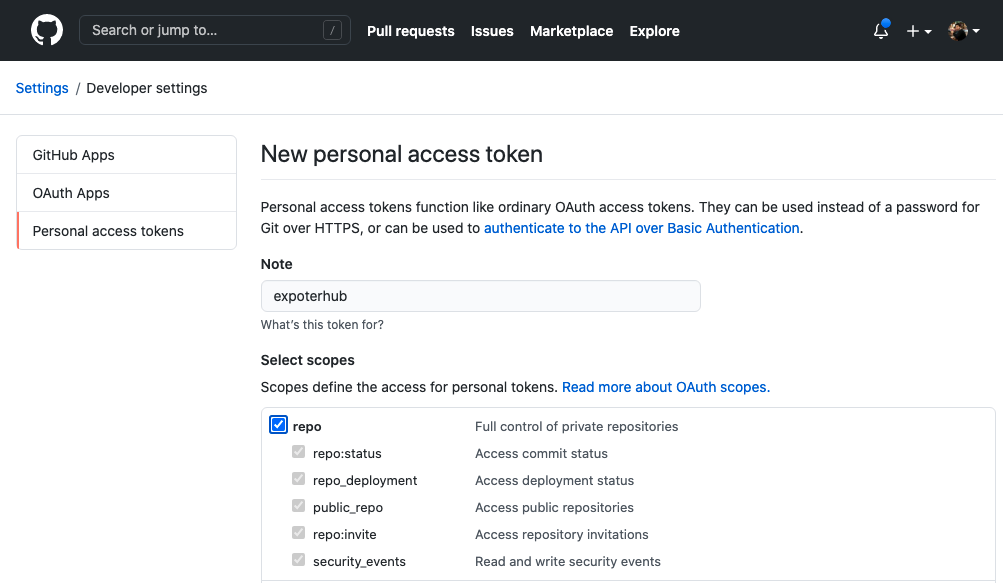 Search or jump to... /
Pull requests Issues Marketplace Explore
Settings / Developer settings
GitHub Apps
OAuth Apps
Personal access tokens
New personal access token
Personal access tokens function like ordinary OAuth access tokens. They can be used instead of a password for
Git over HTTPS, or can be used to authenticate to the API over Basic Authentication.
Note
expoterhub
What's this token for?
Select scopes
Scopes define the access for personal tokens. Read more about OAuth scopes.
repo Full control of private repositories
repo:status Access commit status
repo_deployment Access deployment status
public_repo Access public repositories
repo:invite Access repository invitations
security_events Read and write security events